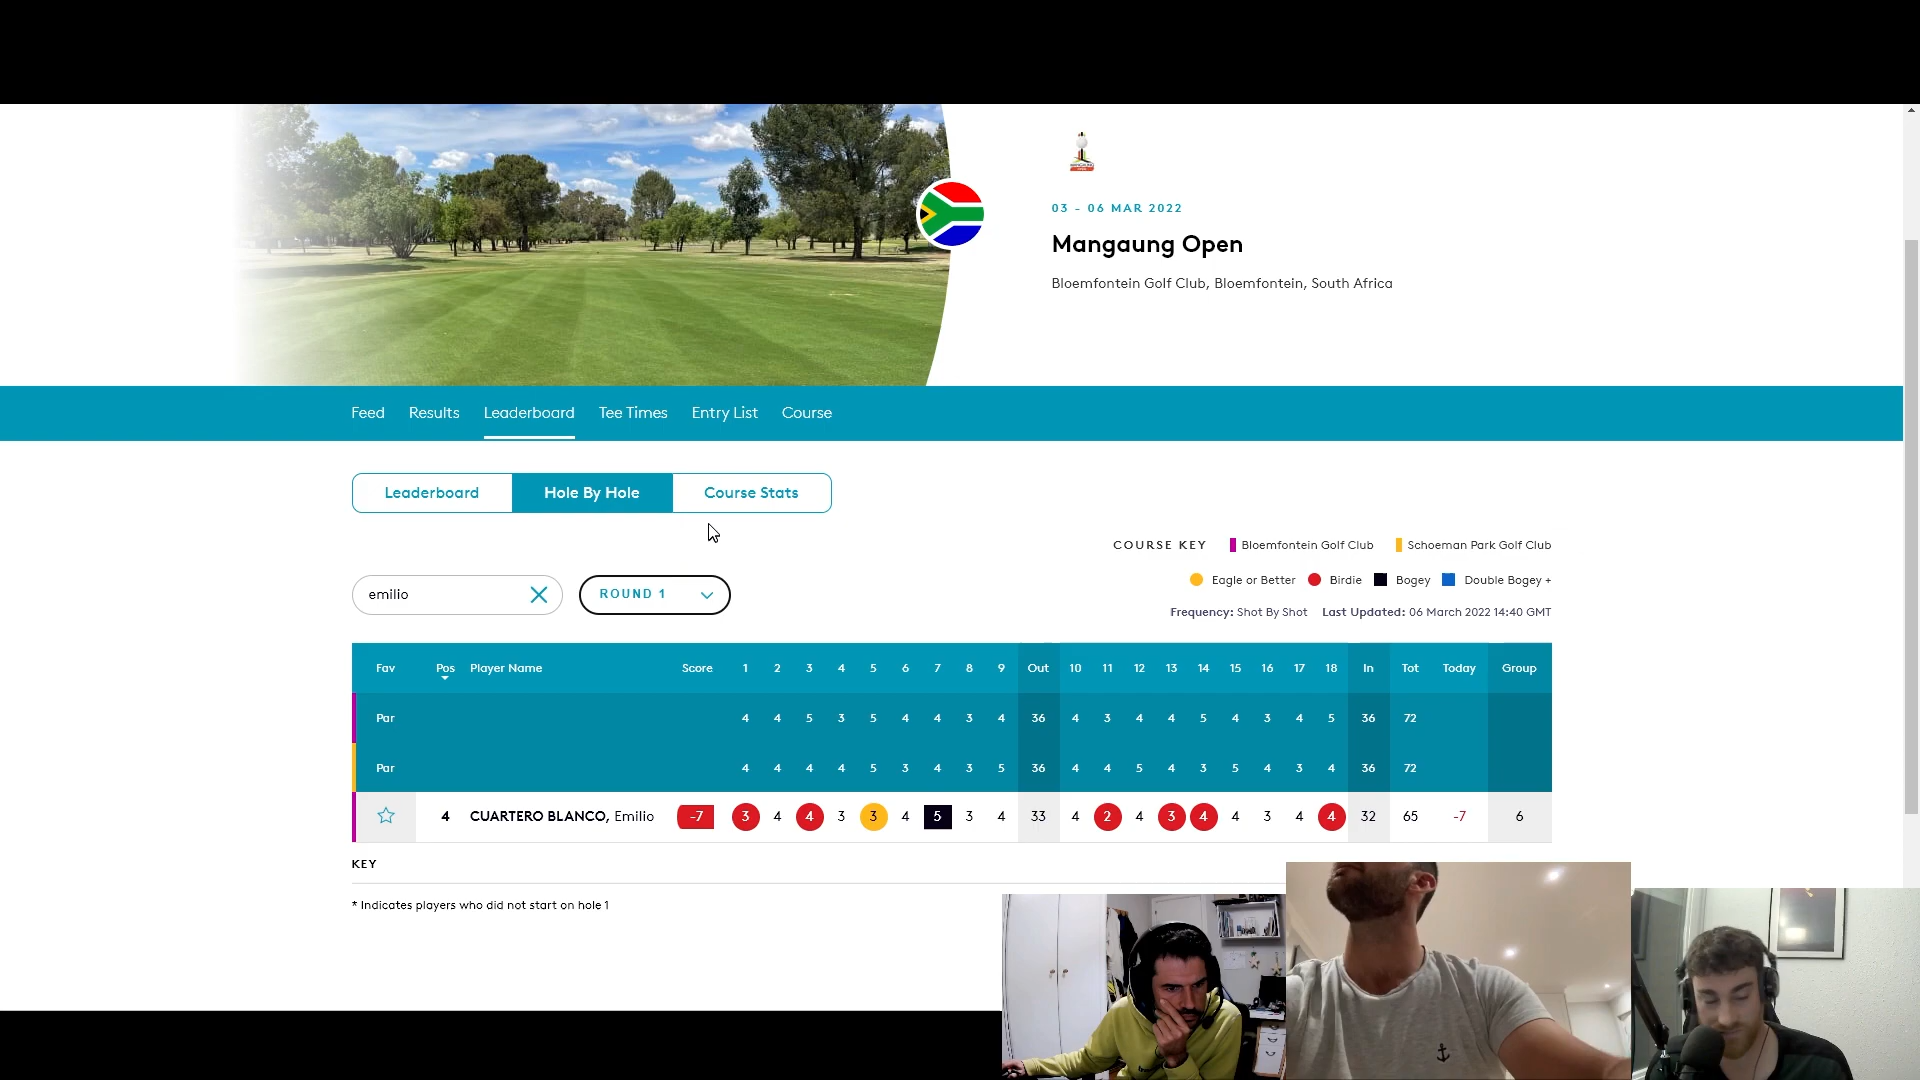 03 - 06 MAR 2022
Mangaung Open
Bloemfontein Golf Club, Bloemfontein, South Africa
Feed Results Leaderboard Tee Times Entry List Course
Leaderboard Hole By Hole Course Stats
COURSE KEY Bloemfontein Golf Club Schoeman Park Golf Club
Eagle or Better Birdie Bogey Double Bogey +
emilio ROUND 1
Frequency: Shot By Shot Last Updated: 06 March 2022 14:40 GMT
Fav Pos Player Name Score 1 2 3 4 5 6 7 8 9 Out 10 11 12 13 14 15 16 17 18 In Tot Today Group
Par 4 4 5 3 5 4 4 3 4 36 4 3 4 4 5 4 3 4 5 36 72
Par 4 4 4 4 5 3 4 3 5 36 4 4 5 4 3 5 4 3 4 36 72
4 CUARTERO BLANCO, Emilio -7 3 4 4 3 3 4 5 3 4 33 4 2 4 3 4 4 3 4 4 32 65 -7 6
KEY
* Indicates players who did not start on hole 1